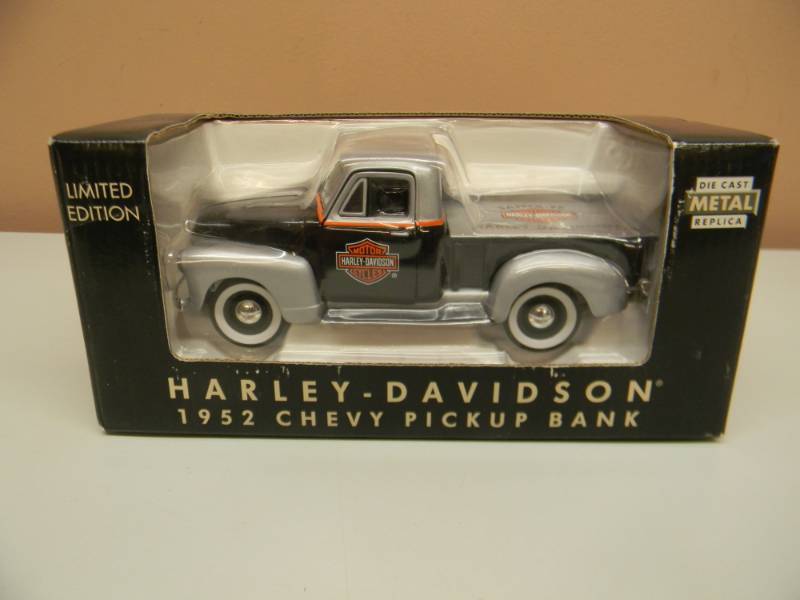 LIMITED
EDITION
DIE CAST
METAL
REPLICA
HARLEY-DAVIDSON
MOTOR
HARLEY-DAVIDSON
CYCLES
®
HARLEY-DAVIDSON®
1952 CHEVY PICKUP BANK